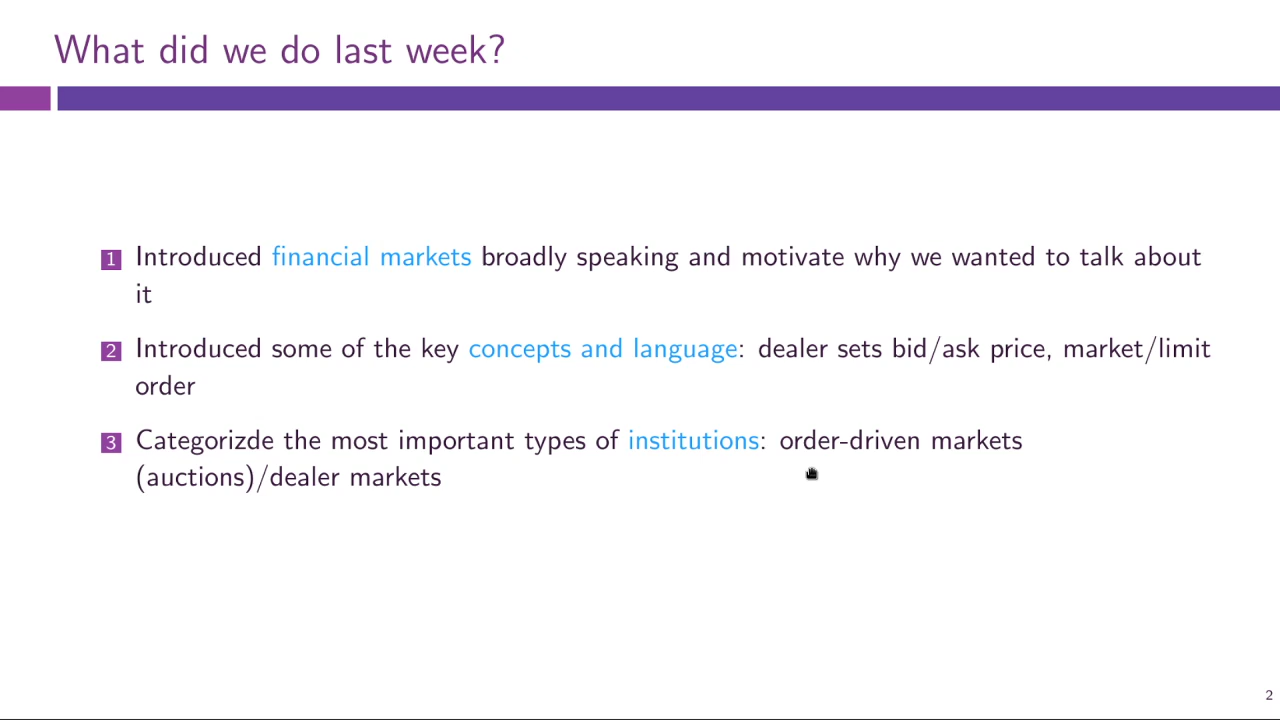 What did we do last week?
1 Introduced financial markets broadly speaking and motivate why we wanted to talk about
it
2 Introduced some of the key concepts and language: dealer sets bid/ask price, market/limit
order
3 Categorizde the most important types of institutions: order-driven markets
(auctions)/dealer markets
2